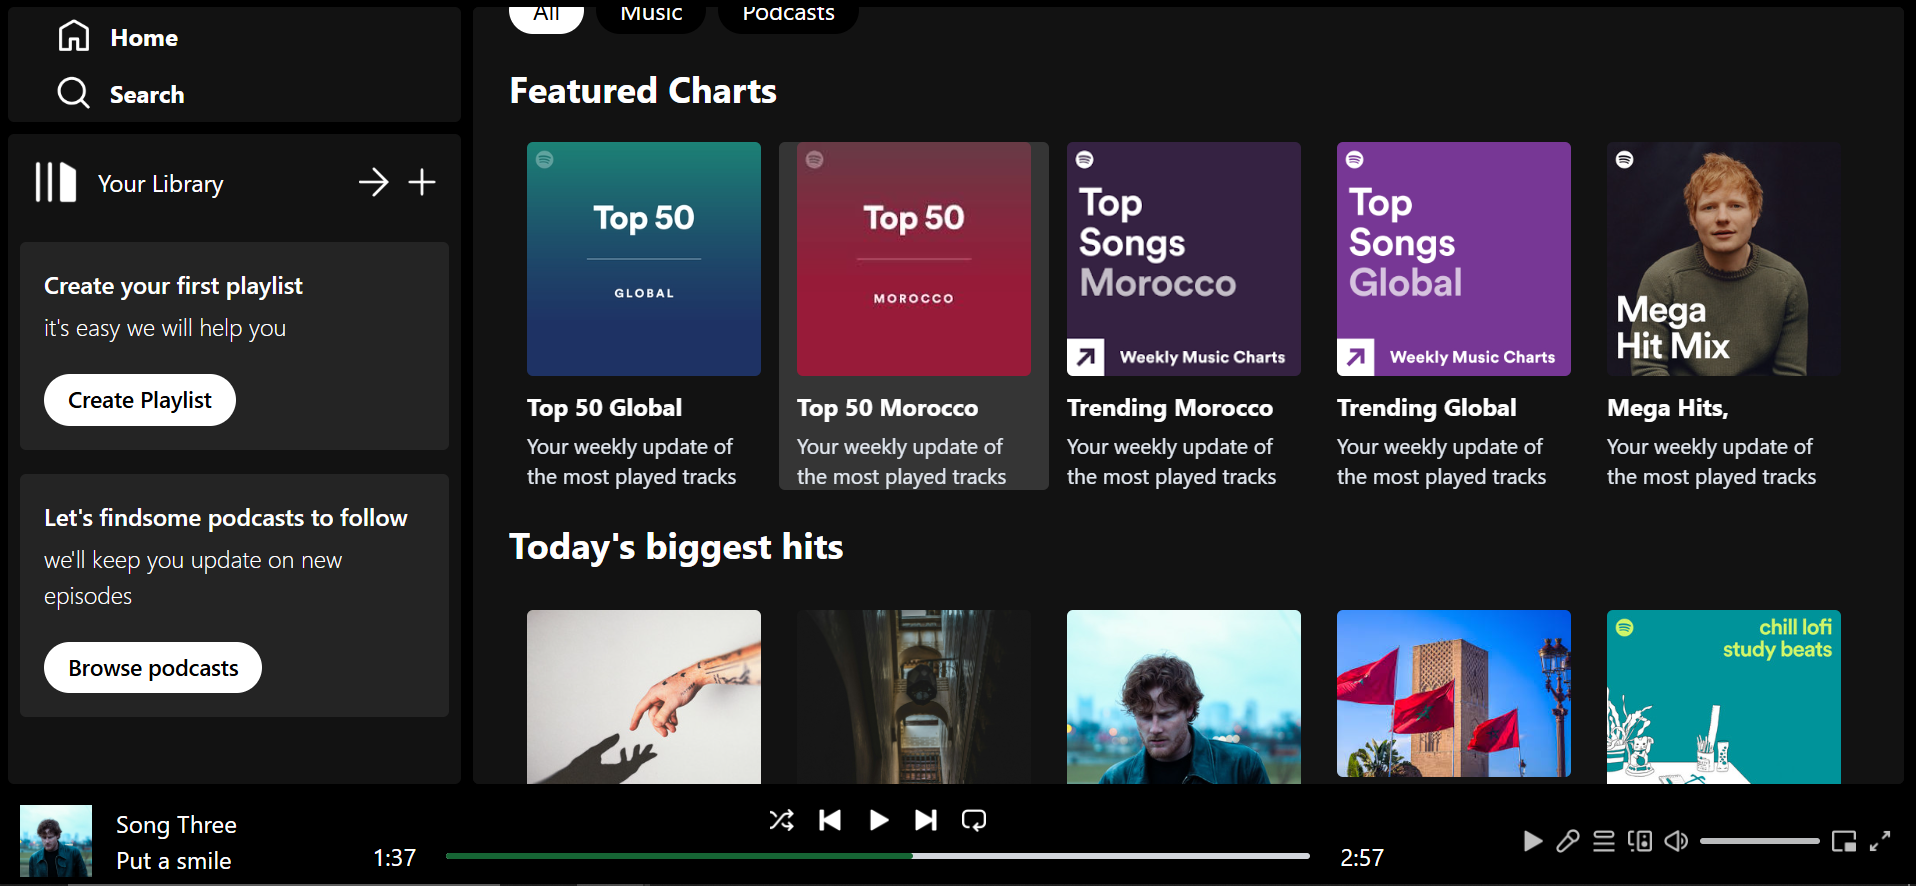 Home
Search
Your Library
Create your first playlist
it's easy we will help you
Create Playlist
Let's findsome podcasts to follow
we'll keep you update on new
episodes
Browse podcasts
All
Music
Podcasts
Featured Charts
Top 50
GLOBAL
Top 50 Global
Your weekly update of
the most played tracks
Top 50
MOROCCO
Top 50 Morocco
Your weekly update of
the most played tracks
Top
Songs
Morocco
Weekly Music Charts
Trending Morocco
Your weekly update of
the most played tracks
Top
Songs
Global
Weekly Music Charts
Trending Global
Your weekly update of
the most played tracks
Mega
Hit Mix
Mega Hits,
Your weekly update of
the most played tracks
Today's biggest hits
chill lofi
study beats
Song Three
Put a smile
1:37
2:57